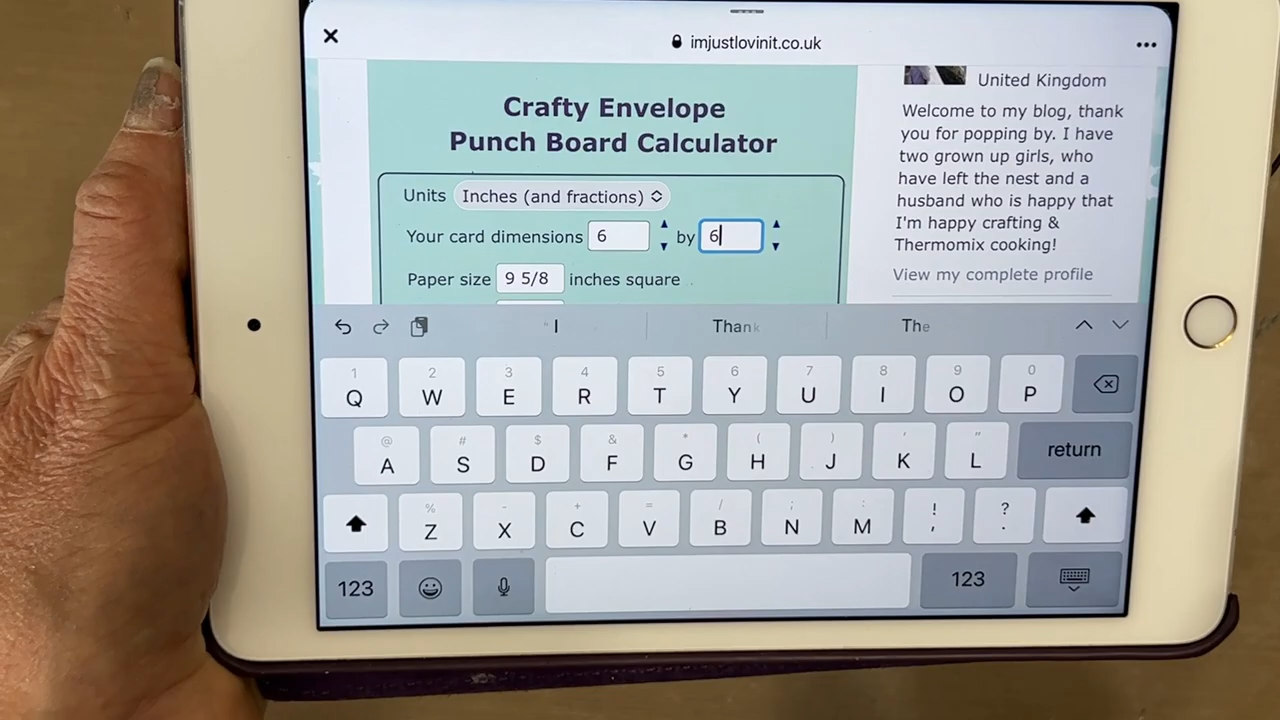 imjustlovinit.co.uk
Crafty Envelope
Punch Board Calculator
Units Inches (and fractions)
Your card dimensions 6 by 6
Paper size 9 5/8 inches square
United Kingdom
Welcome to my blog, thank
you for popping by. I have
two grown up girls, who
have left the nest and a
husband who is happy that
I'm happy crafting &
Thermomix cooking!
View my complete profile
"I Thank The
1 2 3 4 5 6 7 8 9 0
Q W E R T Y U I O P
@ # $ & * ( ) ' "
A S D F G H J K L return
% - + = / ; : ! ?
Z X C V B N M , .
123 123